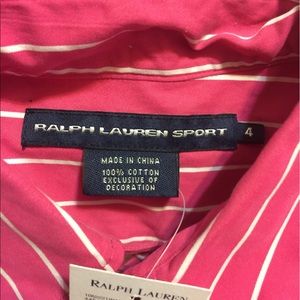 RALPH LAUREN SPORT 4
MADE IN CHINA
100% COTTON
EXCLUSIVE OF
DECORATION
RALPH LAUREN